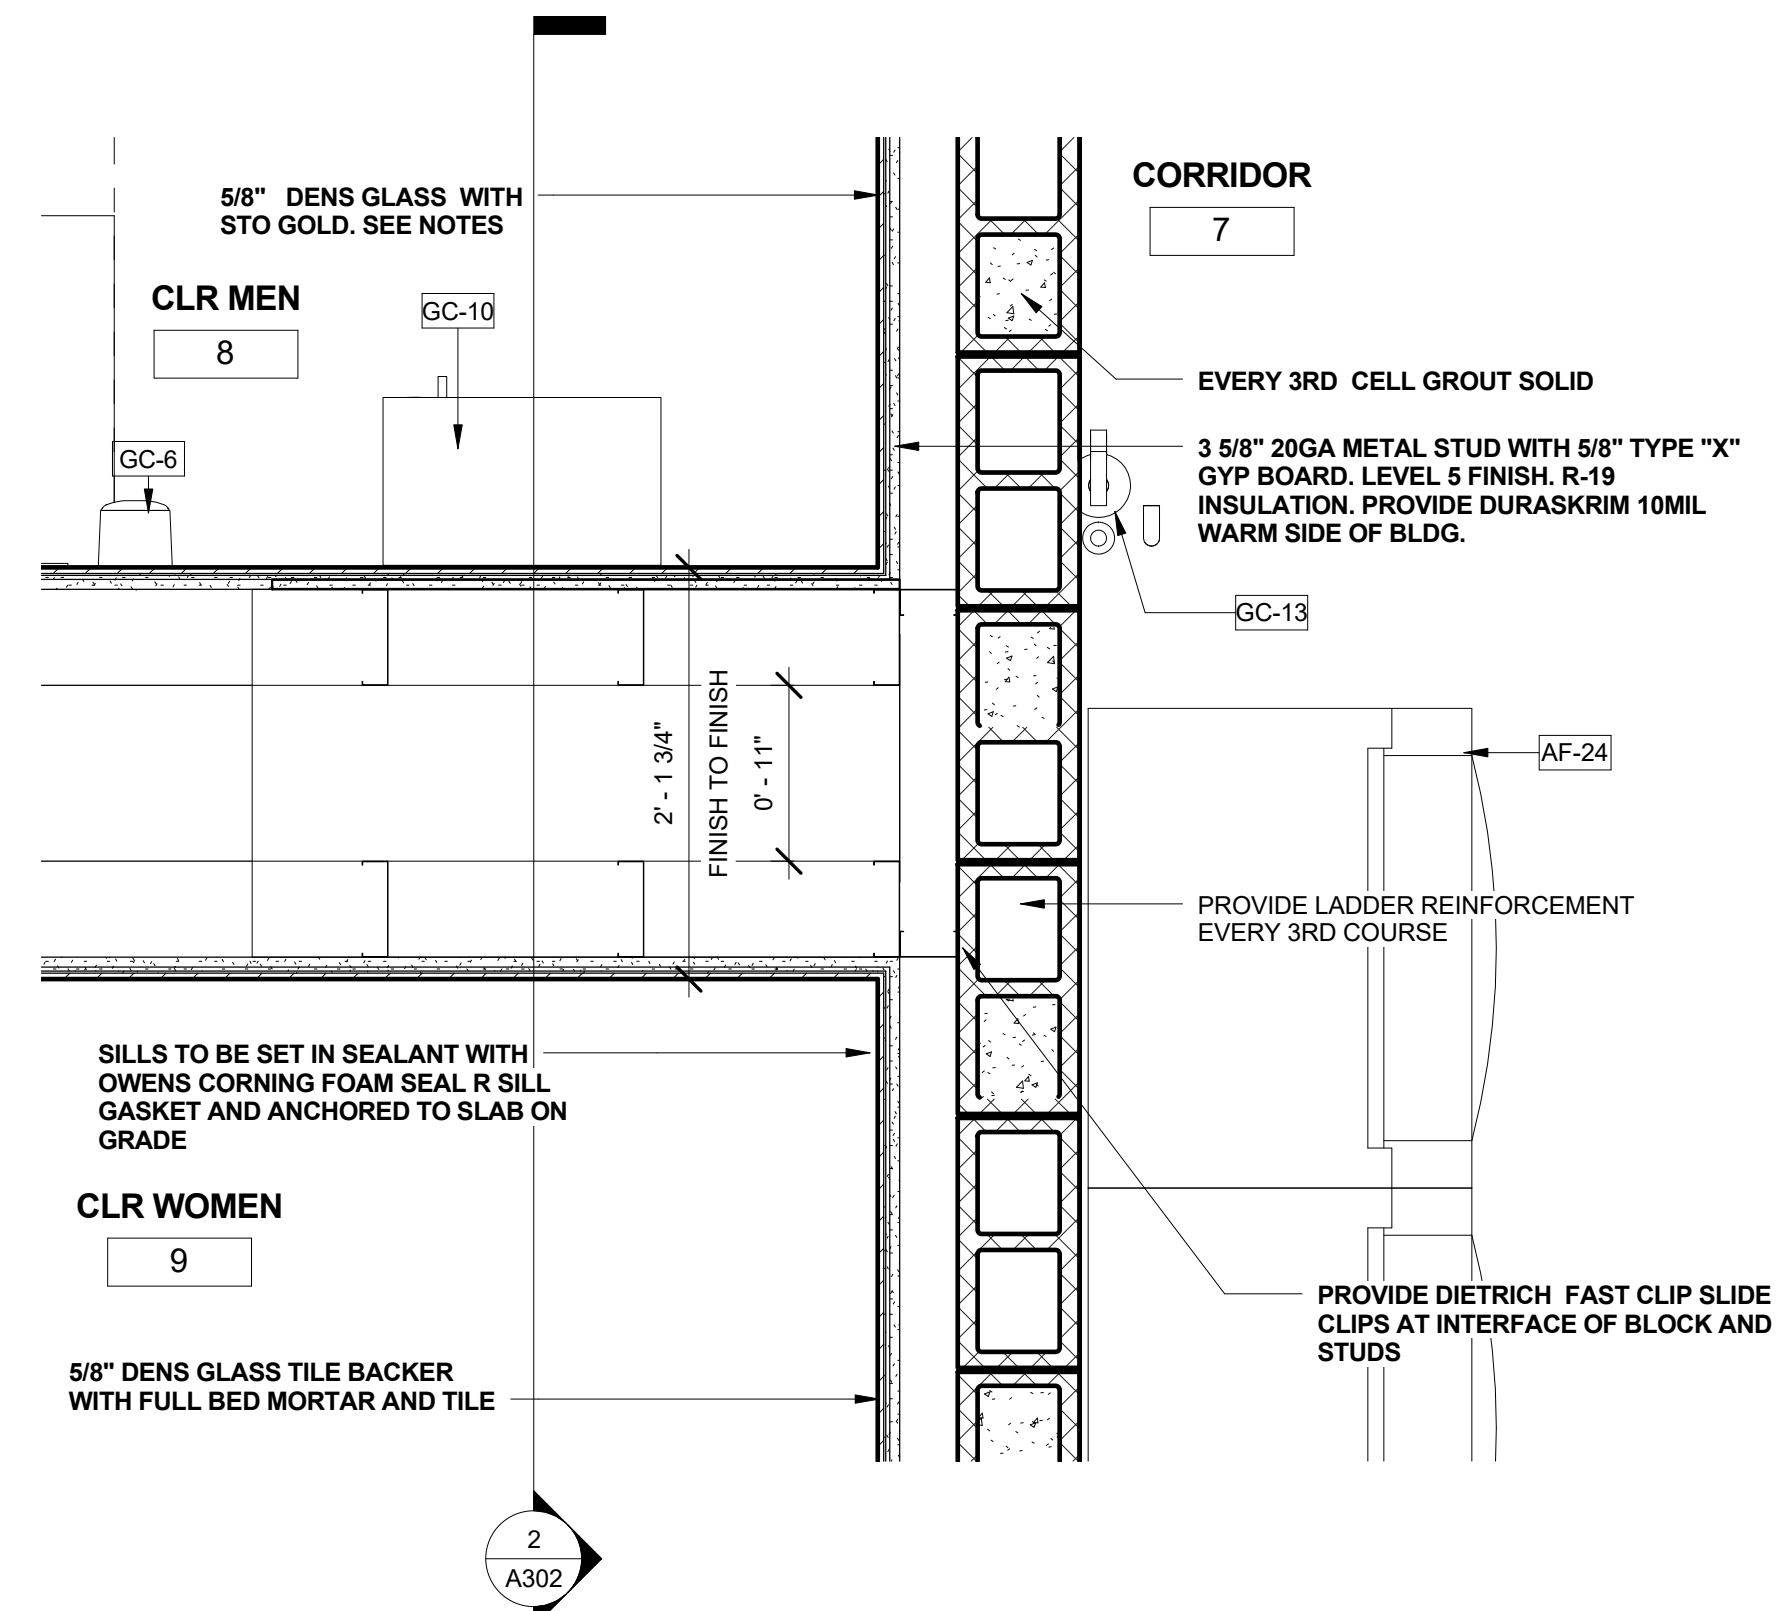 CORRIDOR
7
5/8" DENS GLASS WITH
STO GOLD. SEE NOTES
CLR MEN
8
GC-10
GC-6
EVERY 3RD CELL GROUT SOLID
3 5/8" 20GA METAL STUD WITH 5/8" TYPE "X"
GYP BOARD. LEVEL 5 FINISH. R-19
INSULATION. PROVIDE DURASKRIM 10MIL
WARM SIDE OF BLDG.
GC-13
2' - 1 3/4"
FINISH TO FINISH
0' - 11"
AF-24
PROVIDE LADDER REINFORCEMENT
EVERY 3RD COURSE
SILLS TO BE SET IN SEALANT WITH
OWENS CORNING FOAM SEAL R SILL
GASKET AND ANCHORED TO SLAB ON
GRADE
CLR WOMEN
9
PROVIDE DIETRICH FAST CLIP SLIDE
CLIPS AT INTERFACE OF BLOCK AND
STUDS
5/8" DENS GLASS TILE BACKER
WITH FULL BED MORTAR AND TILE
2
A302